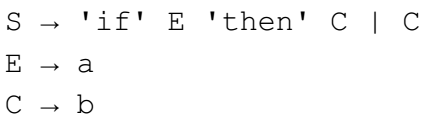 S → 'if' E 'then' C | C
E → a
C → b